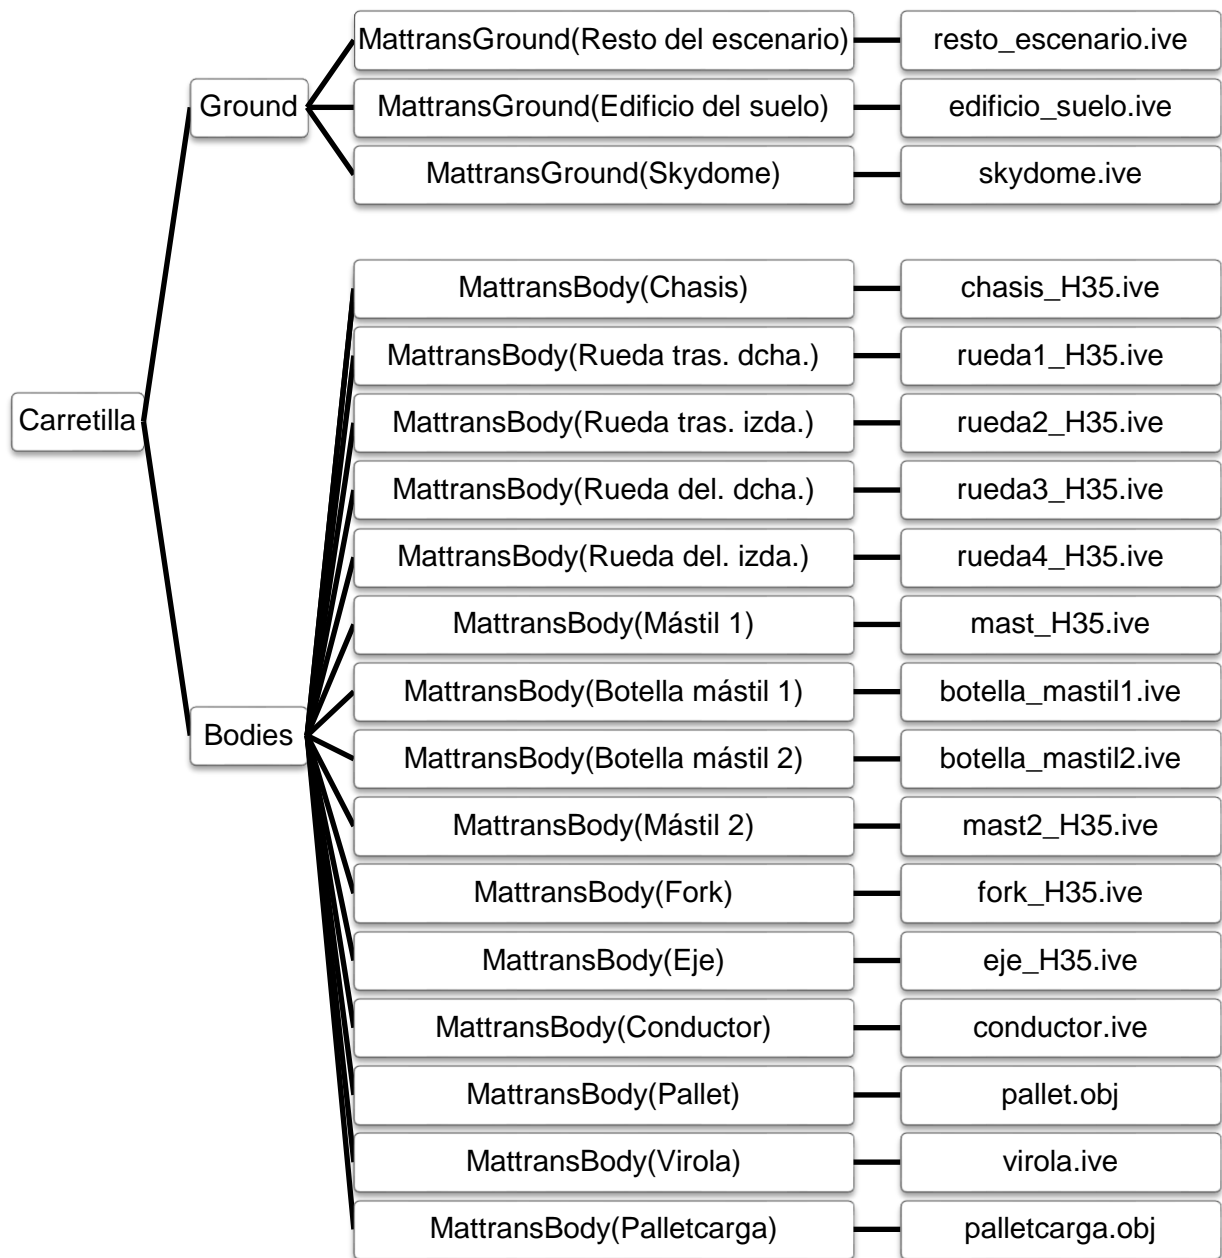 MattransGround(Resto del escenario)
resto_escenario.ive
Ground
MattransGround(Edificio del suelo)
edificio_suelo.ive
MattransGround(Skydome)
skydome.ive
MattransBody(Chasis)
chasis_H35.ive
MattransBody(Rueda tras. dcha.)
rueda1_H35.ive
Carretilla
MattransBody(Rueda tras. izda.)
rueda2_H35.ive
MattransBody(Rueda del. dcha.)
rueda3_H35.ive
MattransBody(Rueda del. izda.)
rueda4_H35.ive
MattransBody(Mástil 1)
mast_H35.ive
MattransBody(Botella mástil 1)
botella_mastil1.ive
Bodies
MattransBody(Botella mástil 2)
botella_mastil2.ive
MattransBody(Mástil 2)
mast2_H35.ive
MattransBody(Fork)
fork_H35.ive
MattransBody(Eje)
eje_H35.ive
MattransBody(Conductor)
conductor.ive
MattransBody(Pallet)
pallet.obj
MattransBody(Virola)
virola.ive
MattransBody(Palletcarga)
palletcarga.obj